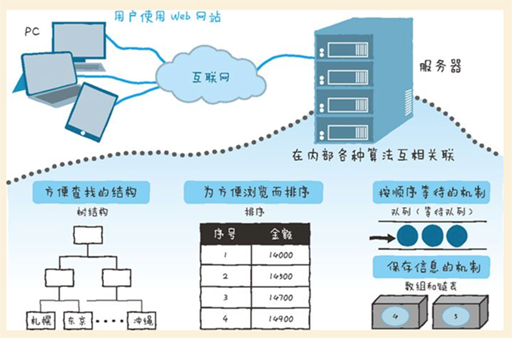 用户使用 Web 网站
PC
互联网
服务器
在内部各种算法互相关联
方便查找的结构
树结构
札幌
东京
冲绳
为方便浏览而排序
排序
序号 金额
1 14000
2 14500
3 14700
4 14900
按顺序等待的机制
队列（等待队列）
保存信息的机制
数组和链表
4
5